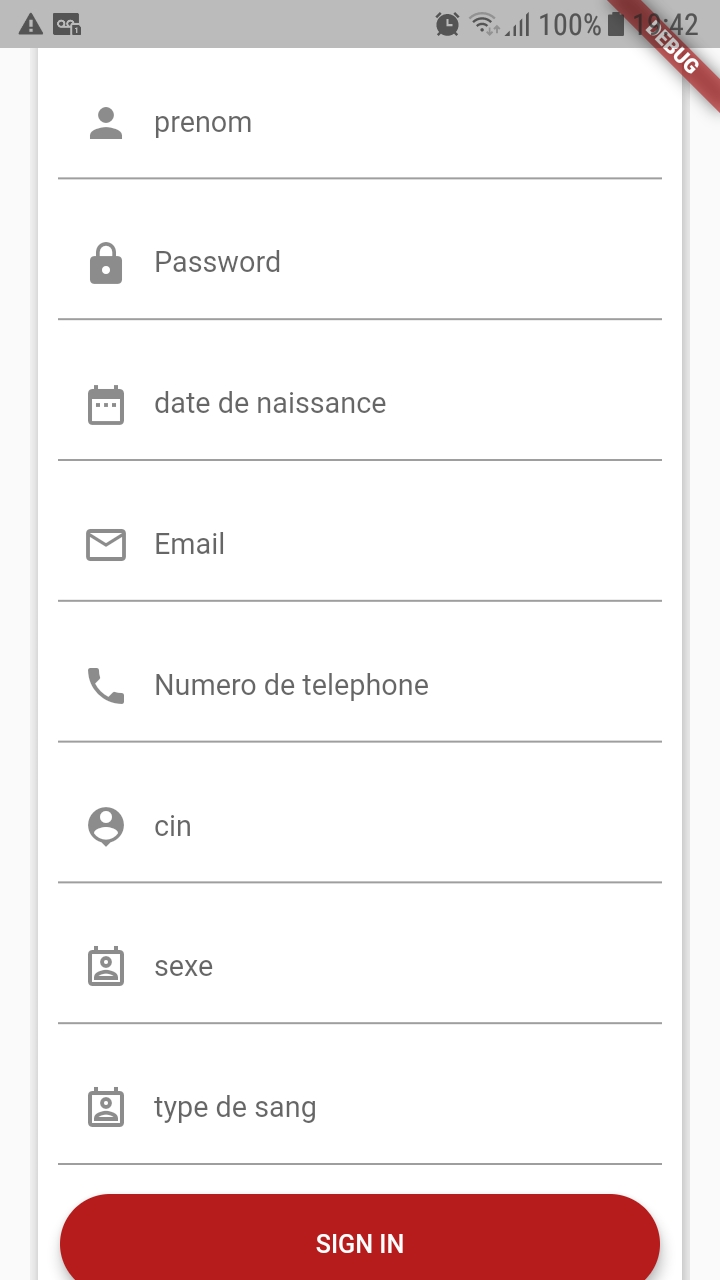 100% 19:42
DEBUG
prenom
Password
date de naissance
Email
Numero de telephone
cin
sexe
type de sang
SIGN IN